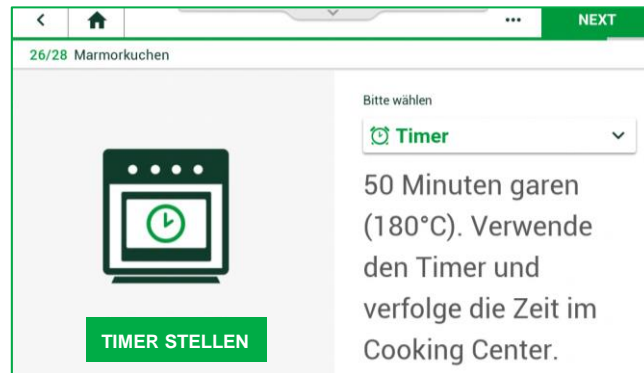 NEXT
26/28 Marmorkuchen
Bitte wählen
Timer
50 Minuten garen
(180°C). Verwende
den Timer und
verfolge die Zeit im
Cooking Center.
TIMER STELLEN